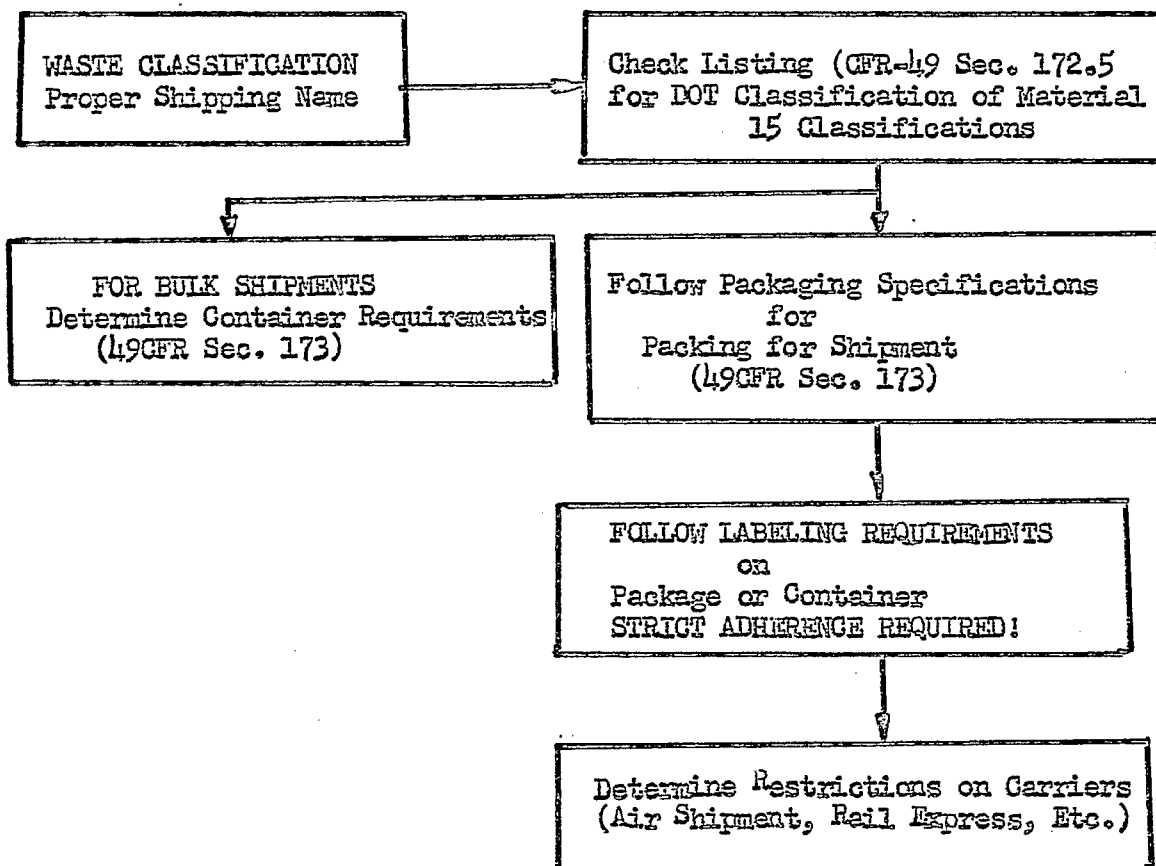 WASTE CLASSIFICATION
Proper Shipping Name
Check Listing (CFR-49 Sec. 172.5
for DOT Classification of Material
15 Classifications
FOR BULK SHIPMENTS
Determine Container Requirements
(49CFR Sec. 173)
Follow Packaging Specifications
for
Packing for Shipment
(49CFR Sec. 173)
FOLLOW LABELING REQUIREMENTS
on
Package or Container
STRICT ADHERENCE REQUIRED!
Determine Restrictions on Carriers
(Air Shipment, Rail Express, Etc.)